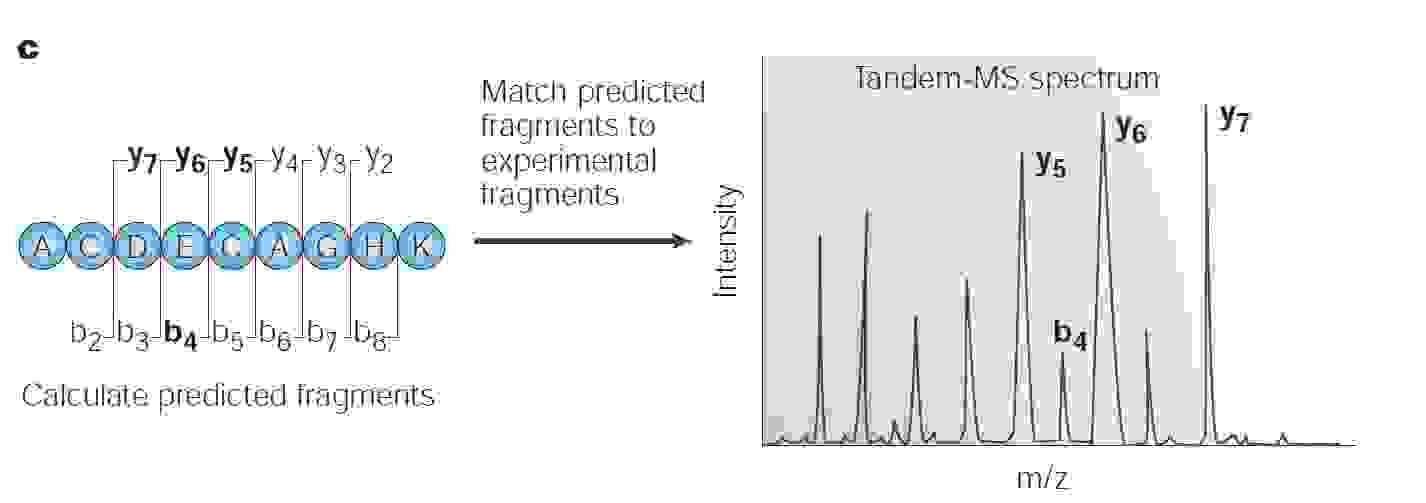 c
Match predicted
fragments to
experimental
fragments
y7 y6 y5 y4 y3 y2
A C D E C A G H K
b2 b3 b4 b5 b6 b7 b8
Calculate predicted fragments
Tandem-MS spectrum
Intensity
y5
b4
y6
y7
m/z